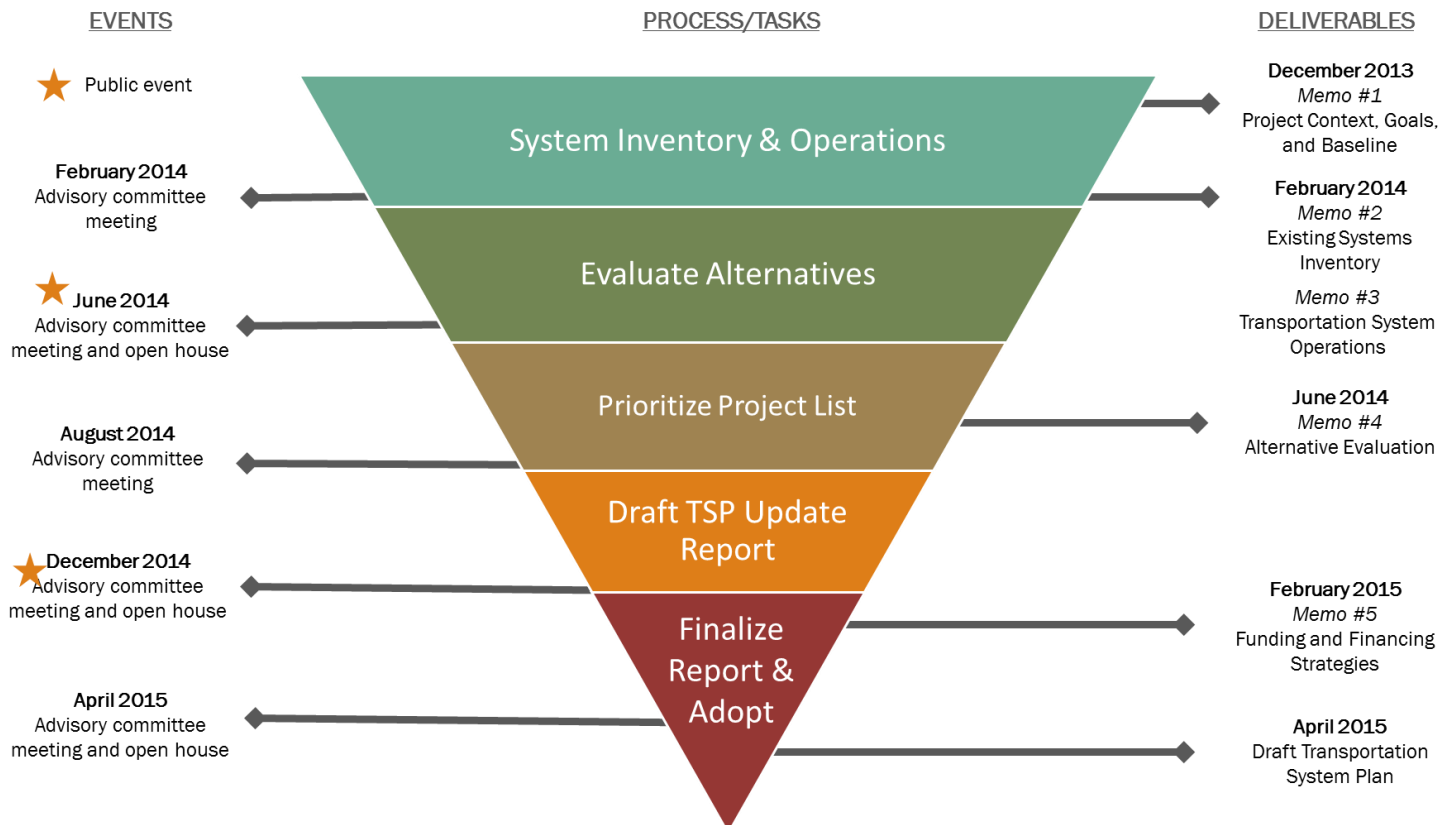 EVENTS
Public event
February 2014
Advisory committee
meeting
June 2014
Advisory committee
meeting and open house
August 2014
Advisory committee
meeting
December 2014
Advisory committee
meeting and open house
April 2015
Advisory committee
meeting and open house
PROCESS/TASKS
System Inventory & Operations
Evaluate Alternatives
Prioritize Project List
Draft TSP Update
Report
Finalize
Report &
Adopt
DELIVERABLES
December 2013
Memo #1
Project Context, Goals,
and Baseline
February 2014
Memo #2
Existing Systems
Inventory
Memo #3
Transportation System
Operations
June 2014
Memo #4
Alternative Evaluation
February 2015
Memo #5
Funding and Financing
Strategies
April 2015
Draft Transportation
System Plan